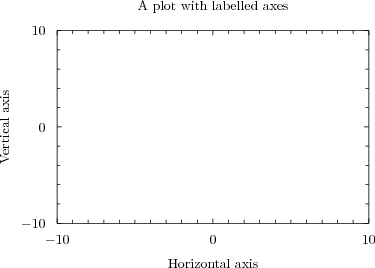 A plot with labelled axes
10
Vertical axis
0
−10
−10 0 10
Horizontal axis